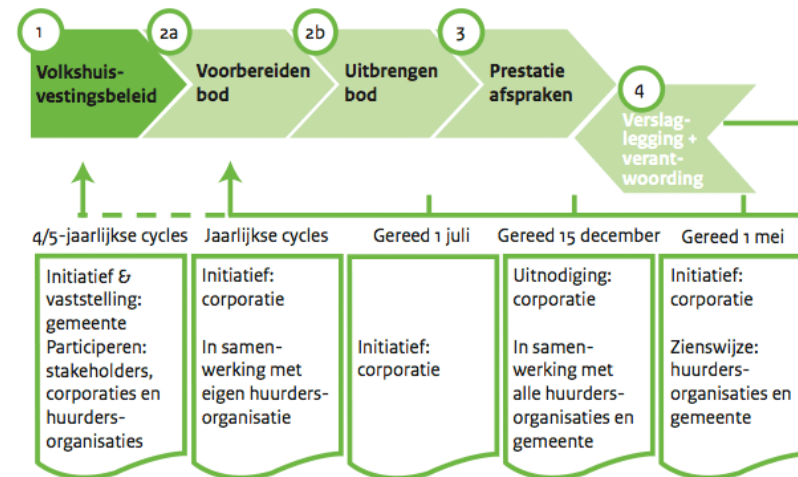 1
Volkshuis-
vestingsbeleid
2a
Voorbereiden
bod
2b
Uitbrengen
bod
3
Prestatie
afspraken
4
Verslag-
legging +
verant-
woording
4/5-jaarlijkse cycles
Jaarlijkse cycles
Gereed 1 juli
Gereed 15 december
Gereed 1 mei
Initiatief &
vaststelling:
gemeente
Participeren:
stakeholders,
corporaties en
huurders-
organisaties
Initiatief:
corporatie
In samen-
werking met
eigen huurders-
organisatie
Initiatief:
corporatie
Uitnodiging:
corporatie
In samen-
werking met
alle huurders-
organisaties en
gemeente
Initiatief:
corporatie
Zienswijze:
huurders-
organisaties en
gemeente